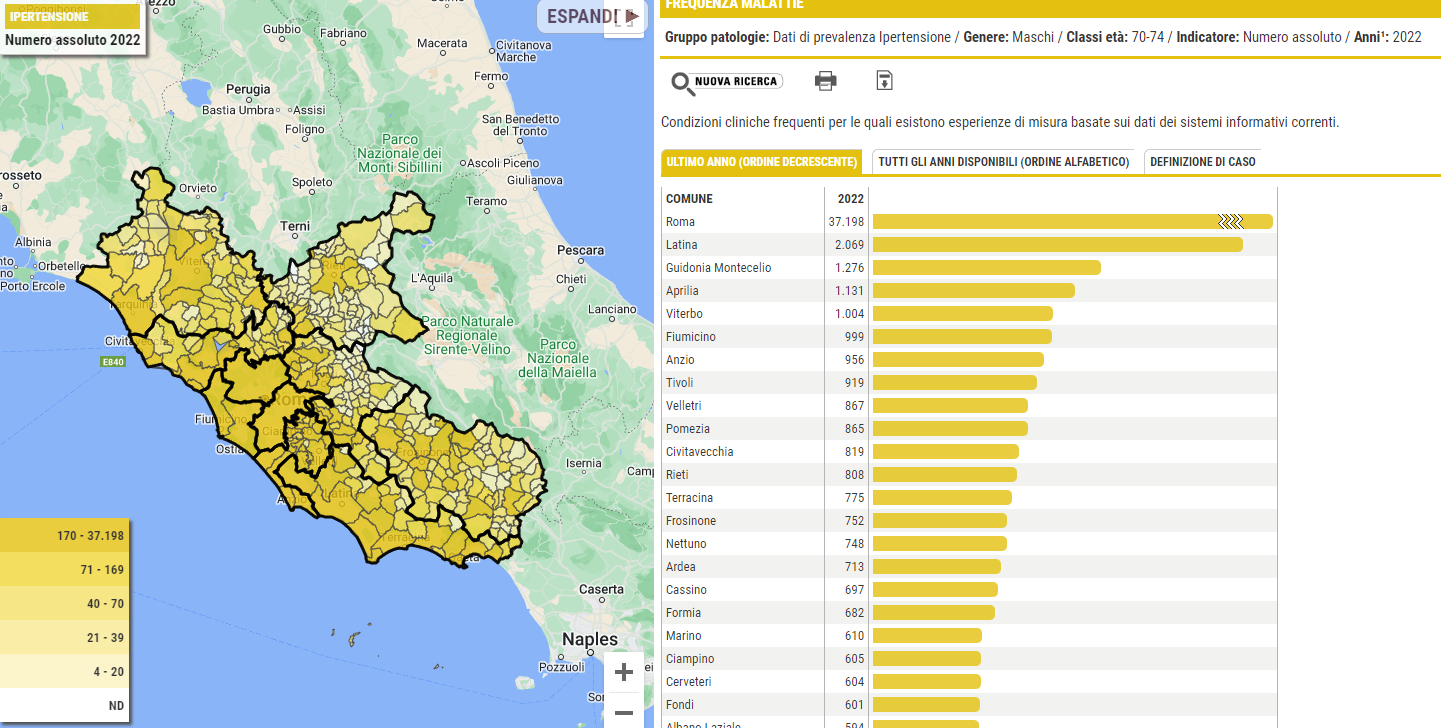 IPERTENSIONE
Numero assoluto 2022
ESPANDI
Gubbio
Fabriano
Macerata
Civitanova
Marche
Fermo
Perugia
Bastia Umbra
Assisi
Foligno
San Benedetto
del Tronto
Parco
Nazionale dei
Monti Sibillini
Ascoli Piceno
Giulianova
Orvieto
Spoleto
Teramo
Terni
Albinia
Orbetello
Porto Ercole
Pescara
L'Aquila
Chieti
Lanciano
Parco Naturale
Regionale
Sirente-Velino
Parco
Nazionale
della Maiella
E840
Isernia
Caserta
Naples
Pozzuoli
170 - 37.198
71 - 169
40 - 70
21 - 39
4 - 20
ND
FREQUENZA MALATTIE
Gruppo patologie: Dati di prevalenza Ipertensione / Genere: Maschi / Classi età: 70-74 / Indicatore: Numero assoluto / Anni¹: 2022
NUOVA RICERCA
Condizioni cliniche frequenti per le quali esistono esperienze di misura basate sui dati dei sistemi informativi correnti.
ULTIMO ANNO (ORDINE DECRESCENTE) TUTTI GLI ANNI DISPONIBILI (ORDINE ALFABETICO) DEFINIZIONE DI CASO
COMUNE 2022
Roma 37.198
Latina 2.069
Guidonia Montecelio 1.276
Aprilia 1.131
Viterbo 1.004
Fiumicino 999
Anzio 956
Tivoli 919
Velletri 867
Pomezia 865
Civitavecchia 819
Rieti 808
Terracina 775
Frosinone 752
Nettuno 748
Ardea 713
Cassino 697
Formia 682
Marino 610
Ciampino 605
Cerveteri 604
Fondi 601
Albano Laziale 594